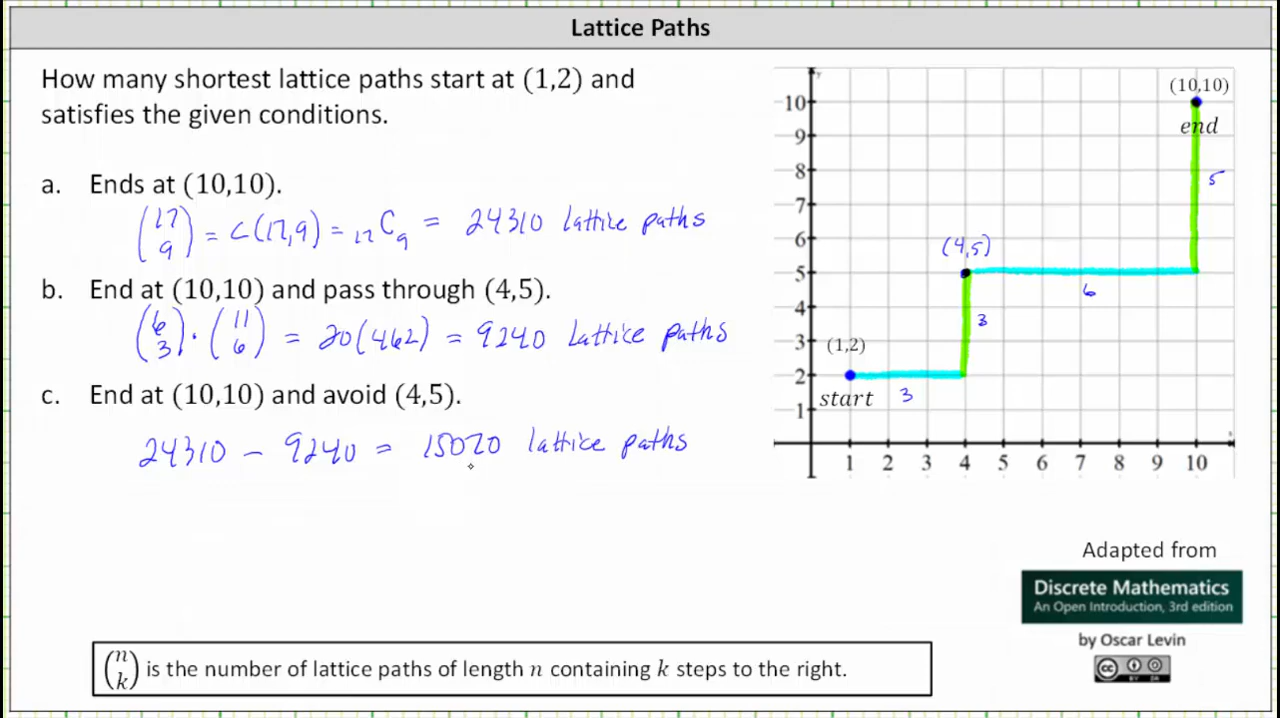 Lattice Paths
How many shortest lattice paths start at (1,2) and
satisfies the given conditions.
a. Ends at (10,10).
(17 9) = C(17,9) = ₁₇C₉ = 24310 lattice paths
b. End at (10,10) and pass through (4,5).
(6 3) · (11 6) = 20(462) = 9240 Lattice paths
c. End at (10,10) and avoid (4,5).
24310 - 9240 = 15070 lattice paths
y
(10,10)
10
end
9
8
5
7
6
(4,5)
5
6
4
3
3
(1,2)
2
start
3
1
x
1 2 3 4 5 6 7 8 9 10
Adapted from
Discrete Mathematics
An Open Introduction, 3rd edition
by Oscar Levin
cc
BY SA
(n k) is the number of lattice paths of length n containing k steps to the right.